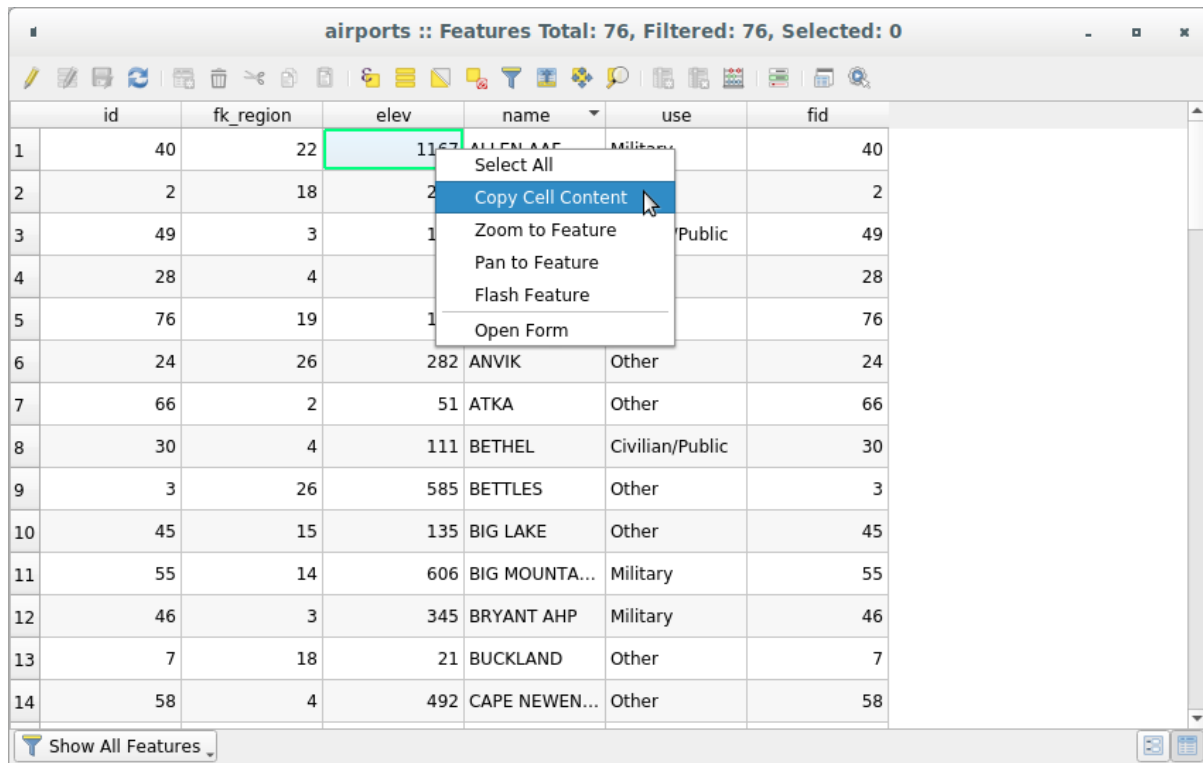 airports :: Features Total: 76, Filtered: 76, Selected: 0
id fk_region elev name use fid
1 40 22 1167 ALLEN AAF Military 40
Select All
2 2 18 2
Copy Cell Content
3 49 3 1 /Public 49
Zoom to Feature
4 28 4 28
Pan to Feature
Flash Feature
5 76 19 1 76
Open Form
6 24 26 282 ANVIK Other 24
7 66 2 51 ATKA Other 66
8 30 4 111 BETHEL Civilian/Public 30
9 3 26 585 BETTLES Other 3
10 45 15 135 BIG LAKE Other 45
11 55 14 606 BIG MOUNTA... Military 55
12 46 3 345 BRYANT AHP Military 46
13 7 18 21 BUCKLAND Other 7
14 58 4 492 CAPE NEWEN... Other 58
Show All Features